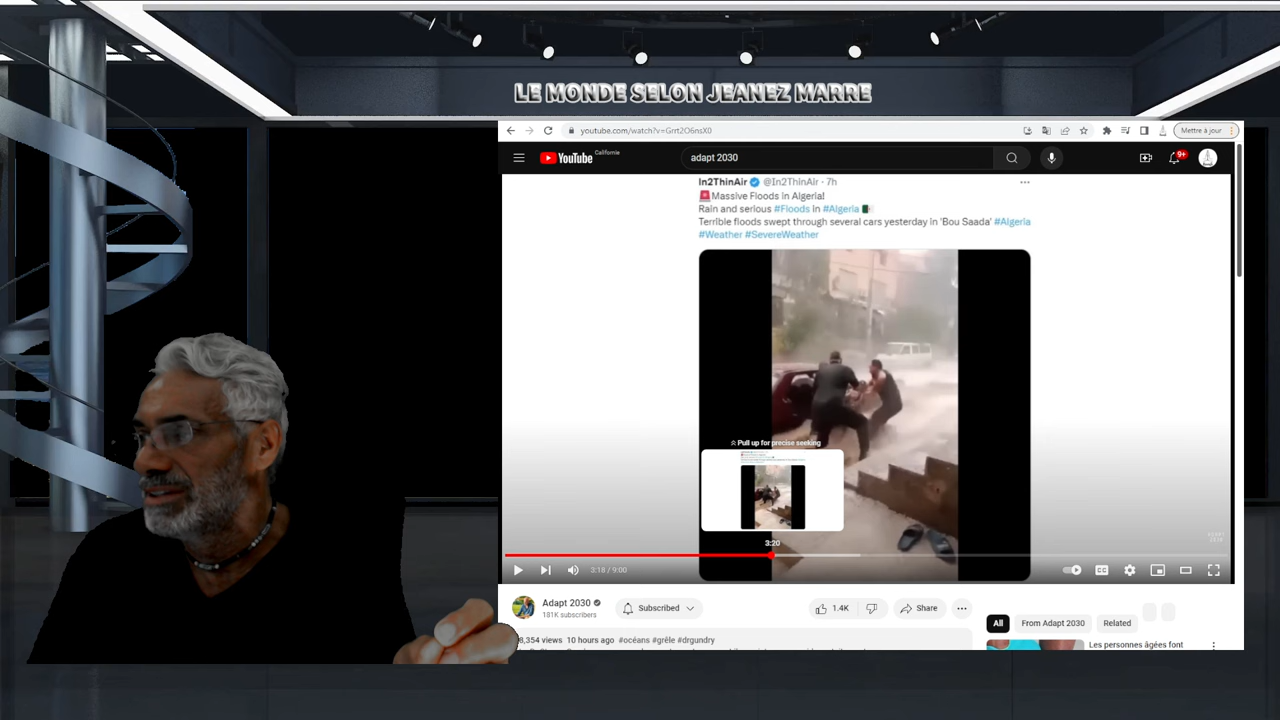 LE MONDE SELON JEANEZ MARRE
youtube.com/watch?v=Grrt2O6nsX0
Mettre à jour
YouTube
Californie
adapt 2030
9+
In2ThinAir @In2ThinAir · 7h
Massive Floods in Algeria!
Rain and serious #Floods in #Algeria
Terrible floods swept through several cars yesterday in 'Bou Saada' #Algeria
#Weather #SevereWeather
Pull up for precise seeking
3:20
3:18 / 9:00
CC
Adapt 2030
181K subscribers
Subscribed
1.4K
Share
8,354 views 10 hours ago #océans #grêle #drgundry
All
From Adapt 2030
Related
Les personnes âgées font